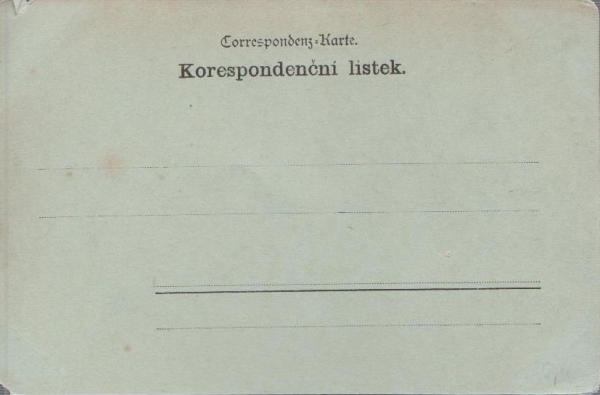 Correspondenz-Karte.
Korespondenční lístek.